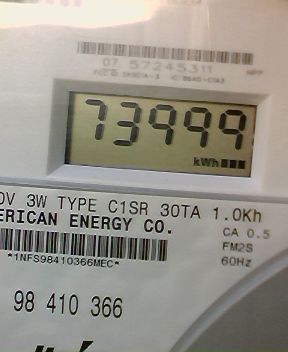 07 57245311
73999
kWh
0V 3W TYPE C1SR 30TA 1.0Kh
ERICAN ENERGY CO.
CA 0.5
FM2S
60Hz
*1NFS98410366MEC*
98 410 366